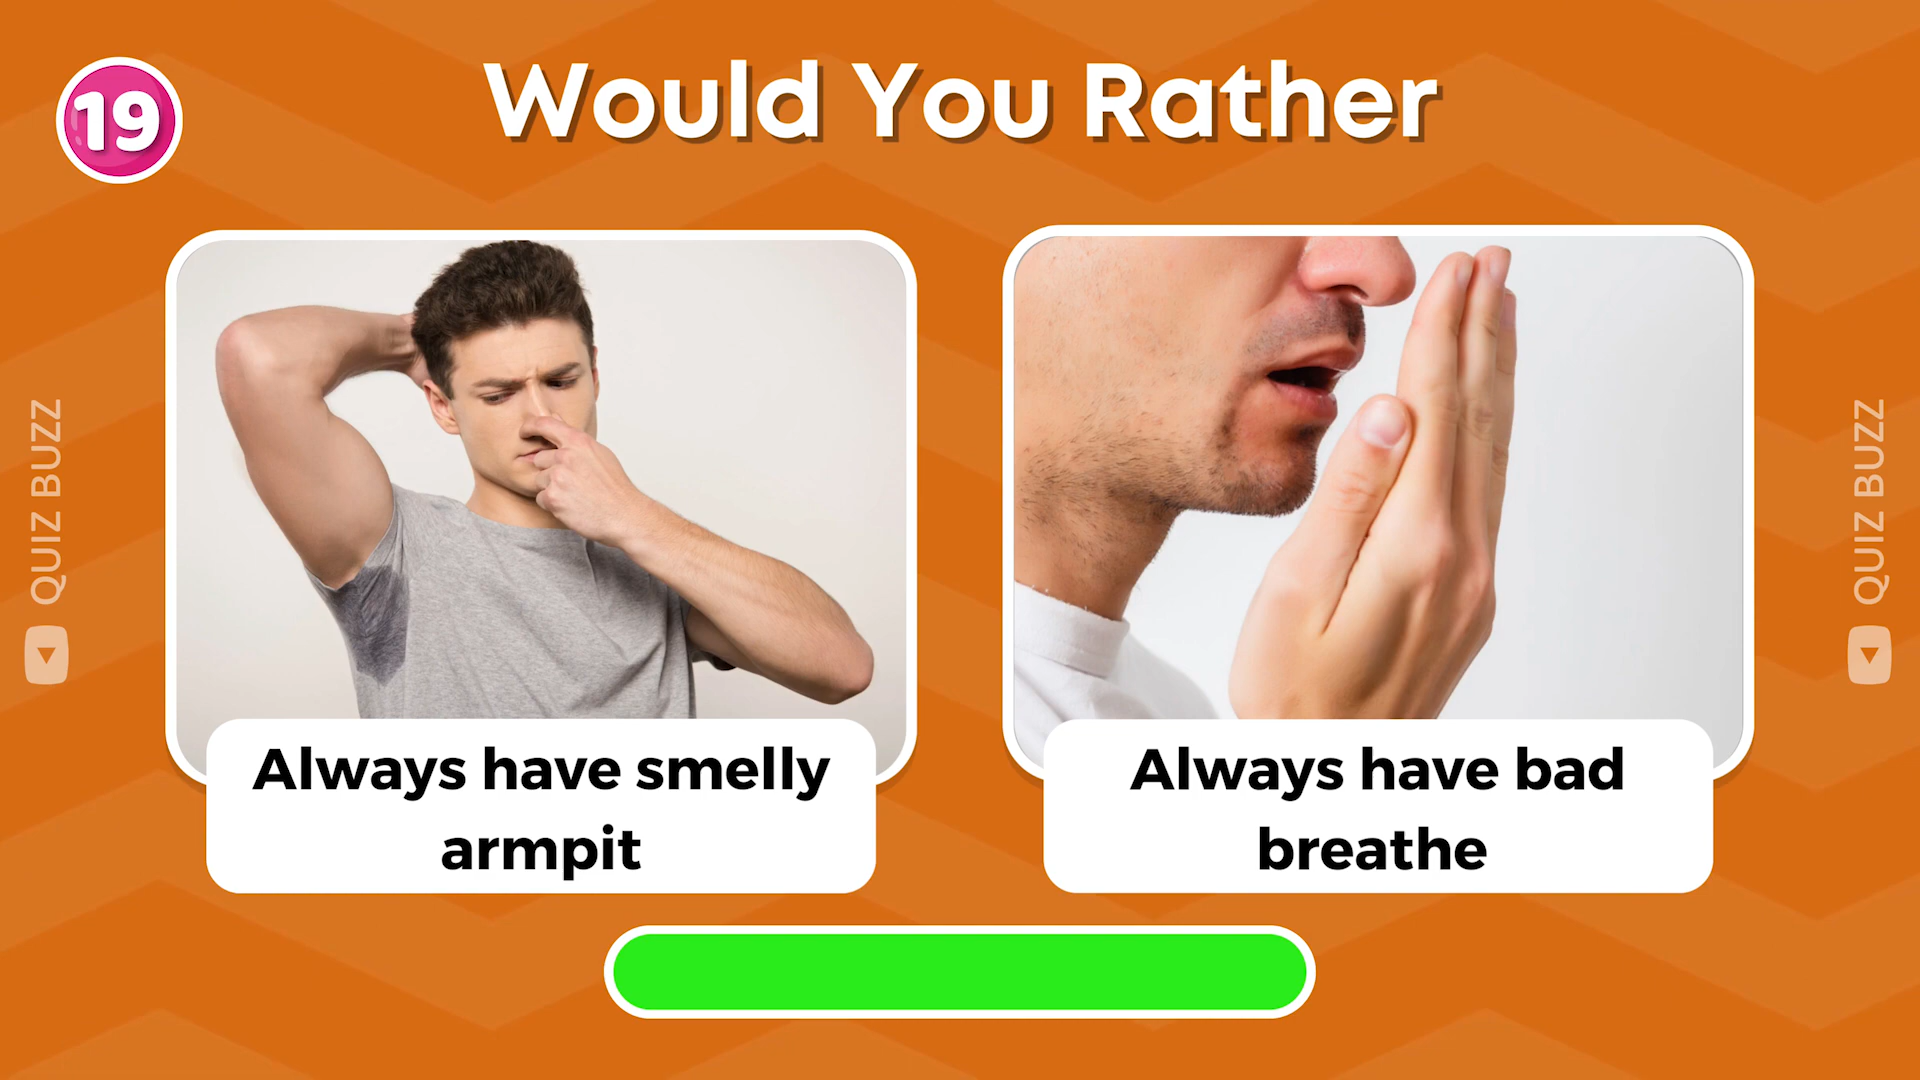 19
Would You Rather
QUIZ BUZZ
QUIZ BUZZ
Always have smelly
armpit
Always have bad
breathe